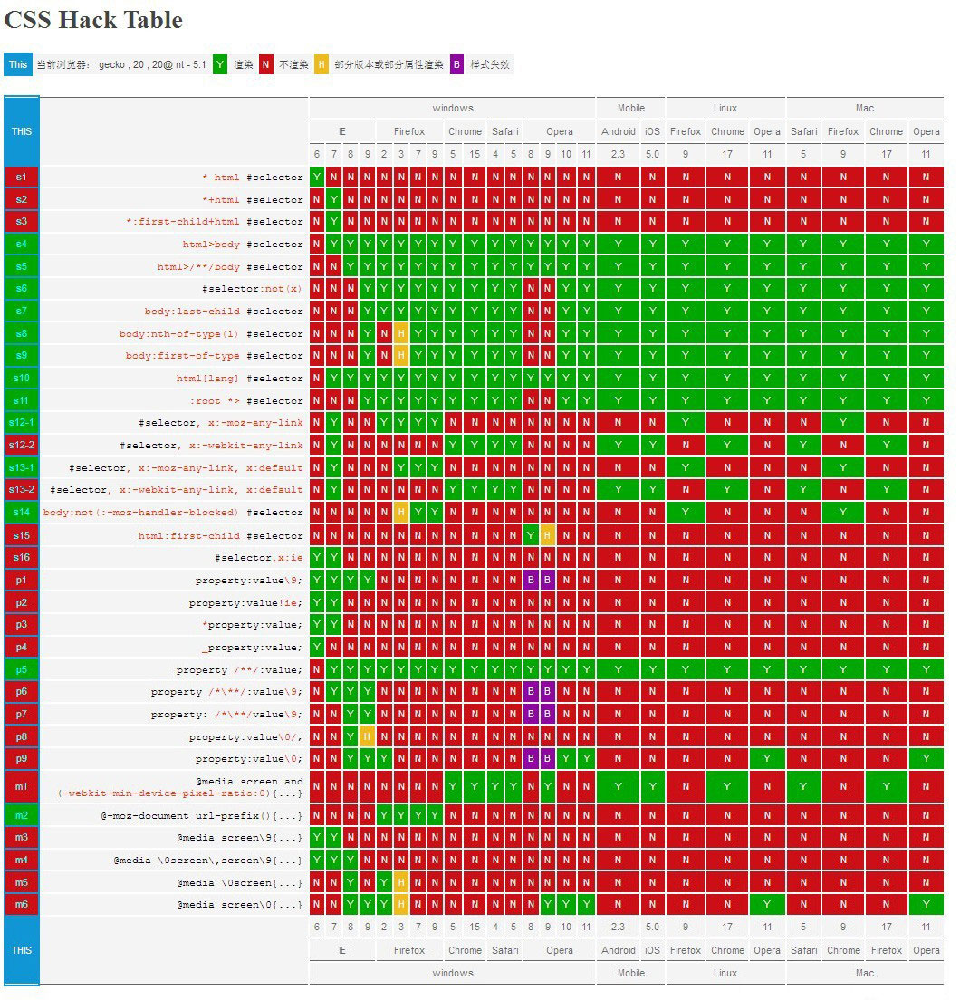 CSS Hack Table
This 当前浏览器： gecko , 20 , 20@ nt - 5.1 Y 渲染 N 不渲染 H 部分版本或部分属性渲染 B 样式失效
THIS windows Mobile Linux Mac
IE Firefox Chrome Safari Opera Android iOS Firefox Chrome Opera Safari Firefox Chrome Opera
6 7 8 9 2 3 7 9 5 15 4 5 8 9 10 11 2.3 5.0 9 17 11 5 9 17 11
s1 * html #selector Y N N N N N N N N N N N N N N N N N N N N N N N N
s2 *+html #selector N Y N N N N N N N N N N N N N N N N N N N N N N N
s3 *:first-child+html #selector N Y N N N N N N N N N N N N N N N N N N N N N N N
s4 html>body #selector N Y Y Y Y Y Y Y Y Y Y Y Y Y Y Y Y Y Y Y Y Y Y Y Y
s5 html>/**/body #selector N N Y Y Y Y Y Y Y Y Y Y Y Y Y Y Y Y Y Y Y Y Y Y Y
s6 #selector:not(x) N N N Y Y Y Y Y Y Y Y Y N N Y Y Y Y Y Y Y Y Y Y Y
s7 body:last-child #selector N N N Y Y Y Y Y Y Y Y Y N N Y Y Y Y Y Y Y Y Y Y Y
s8 body:nth-of-type(1) #selector N N N Y N H Y Y Y Y Y Y N N Y Y Y Y Y Y Y Y Y Y Y
s9 body:first-of-type #selector N N N Y N H Y Y Y Y Y Y N N Y Y Y Y Y Y Y Y Y Y Y
s10 html[lang] #selector N Y Y Y Y Y Y Y Y Y Y Y Y Y Y Y Y Y Y Y Y Y Y Y Y
s11 :root *> #selector N N N Y Y Y Y Y Y Y Y Y N N Y Y Y Y Y Y Y Y Y Y Y
s12-1 #selector, x:-moz-any-link N Y N N Y Y Y Y N N N N N N N N N N Y N N N Y N N
s12-2 #selector, x:-webkit-any-link N Y N N N N N N Y Y Y Y N N N N Y Y N Y N Y N Y N
s13-1 #selector, x:-moz-any-link, x:default N Y N N N Y Y Y N N N N N N N N N N Y N N N Y N N
s13-2 #selector, x:-webkit-any-link, x:default N Y N N N N N N Y Y Y Y N N N N Y Y N Y N Y N Y N
s14 body:not(:-moz-handler-blocked) #selector N N N N N H Y Y N N N N N N N N N N Y N N N Y N N
s15 html:first-child #selector N N N N N N N N N N N N Y H N N N N N N N N N N N
s16 #selector,x:ie Y Y N N N N N N N N N N N N N N N N N N N N N N N
p1 property:value\9; Y Y Y Y N N N N N N N N B B N N N N N N N N N N N
p2 property:value!ie; Y Y N N N N N N N N N N N N N N N N N N N N N N N
p3 *property:value; Y Y N N N N N N N N N N N N N N N N N N N N N N N
p4 _property:value; Y N N N N N N N N N N N N N N N N N N N N N N N N
p5 property /**/:value; N Y Y Y Y Y Y Y Y Y Y Y Y Y Y Y Y Y Y Y Y Y Y Y Y
p6 property /*\**/:value\9; N Y Y Y N N N N N N N N B B N N N N N N N N N N N
p7 property: /*\**/value\9; N N Y Y N N N N N N N N B B N N N N N N N N N N N
p8 property:value\0/; N N Y H N N N N N N N N N N N N N N N N N N N N N
p9 property:value\0; N N Y Y Y N N N N N N N B B Y Y N N N N Y N N N Y
m1 @media screen and
(-webkit-min-device-pixel-ratio:0){...} N N N N N N N N Y Y Y Y N Y N N Y Y N Y N Y N Y N
m2 @-moz-document url-prefix(){...} N N N N Y Y Y Y N N N N N N N N N N N N N N N N N
m3 @media screen\9{...} Y Y N N N N N N N N N N N N N N N N N N N N N N N
m4 @media \0screen\,screen\9{...} Y Y Y N N N N N N N N N N N N N N N N N N N N N N
m5 @media \0screen{...} N N Y N Y H N N N N N N N N N N N N N N N N N N N
m6 @media screen\0{...} N N Y Y Y H N N N N N N N Y Y Y N N N N Y N N N Y
6 7 8 9 2 3 7 9 5 15 4 5 8 9 10 11 2.3 5.0 9 17 11 5 9 17 11
THIS IE Firefox Chrome Safari Opera Android iOS Firefox Chrome Opera Safari Chrome Firefox Opera
windows Mobile Linux Mac.